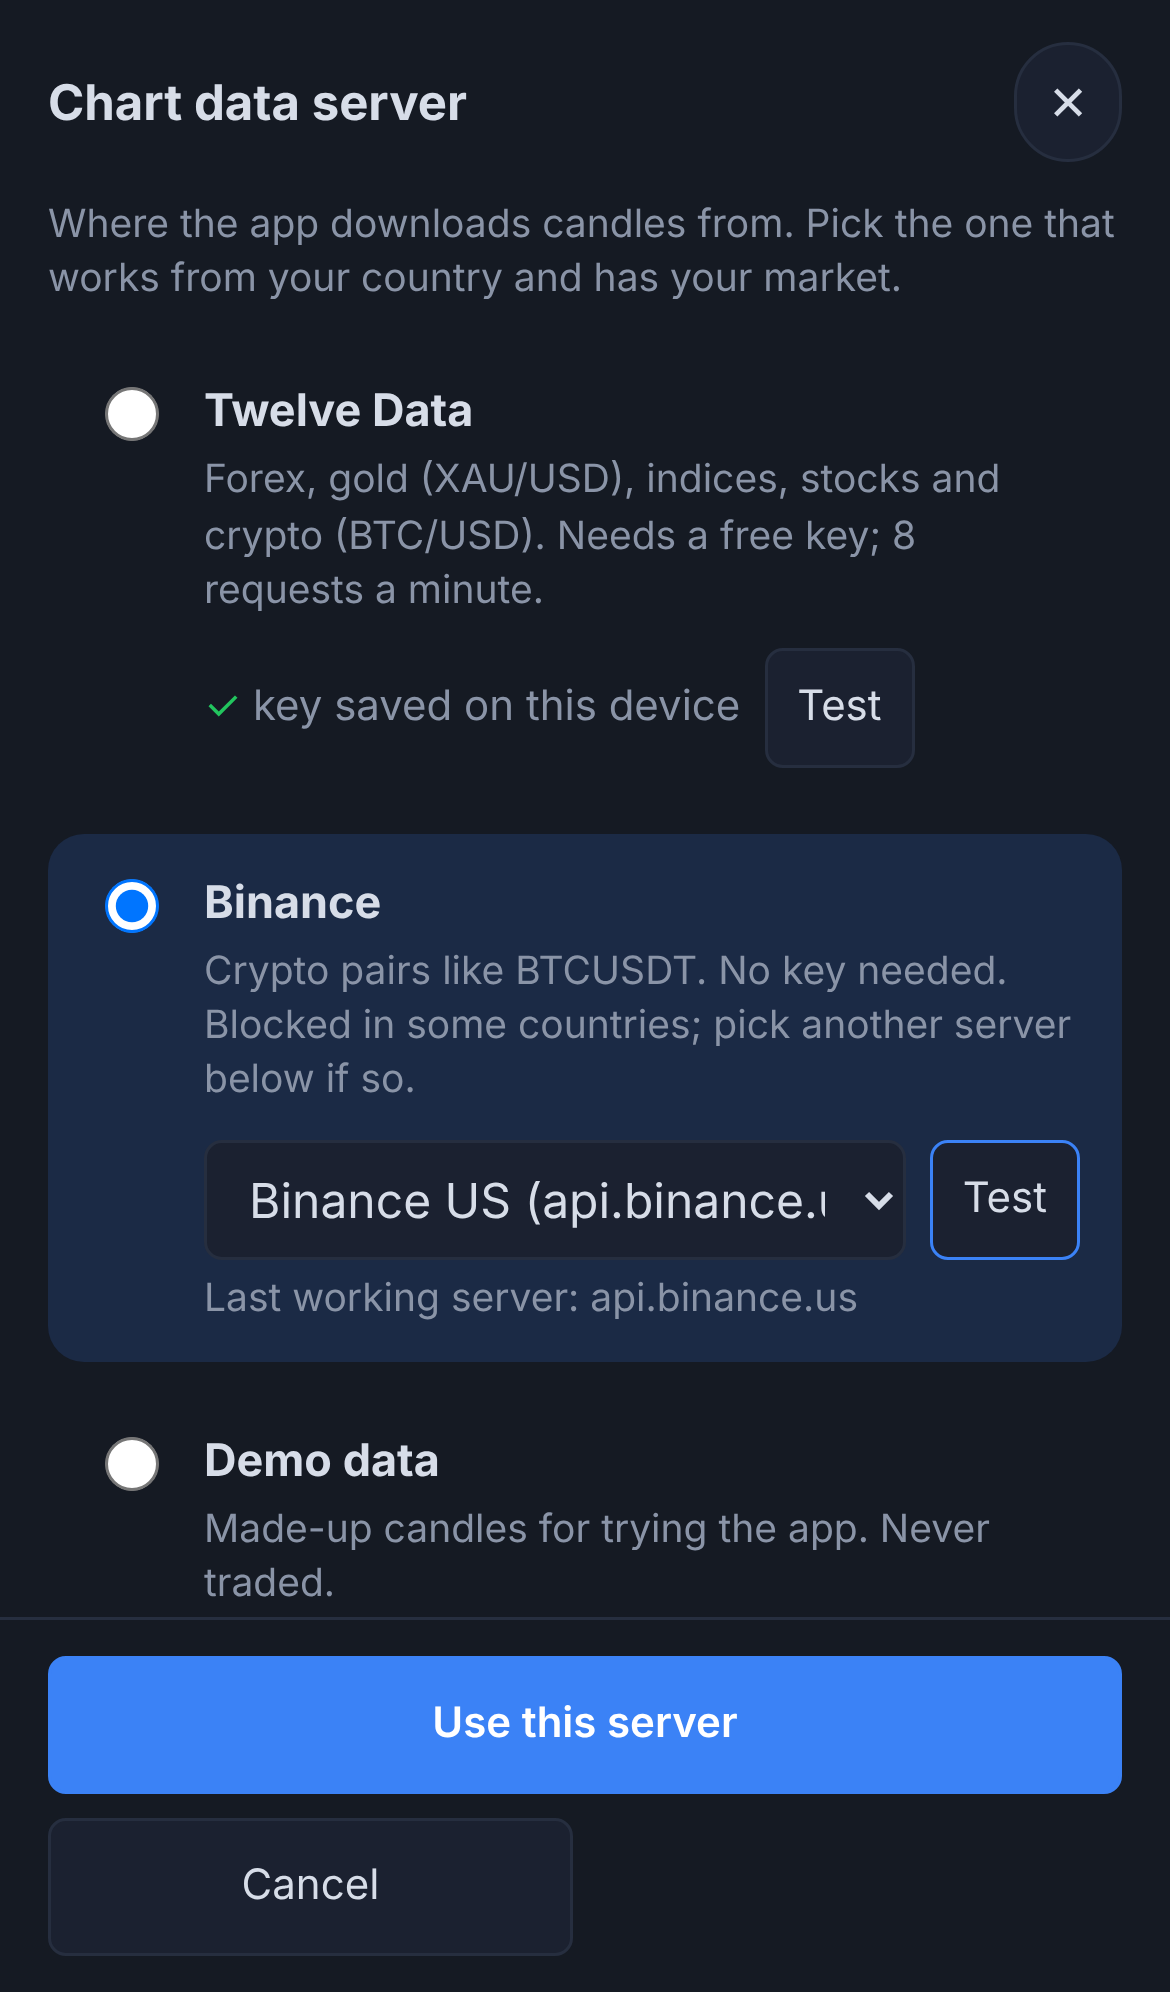 Chart data server
Where the app downloads candles from. Pick the one that
works from your country and has your market.
Twelve Data
Forex, gold (XAU/USD), indices, stocks and
crypto (BTC/USD). Needs a free key; 8
requests a minute.
✓ key saved on this device
Test
Binance
Crypto pairs like BTCUSDT. No key needed.
Blocked in some countries; pick another server
below if so.
Binance US (api.binance.u
Test
Last working server: api.binance.us
Demo data
Made-up candles for trying the app. Never
traded.
Use this server
Cancel